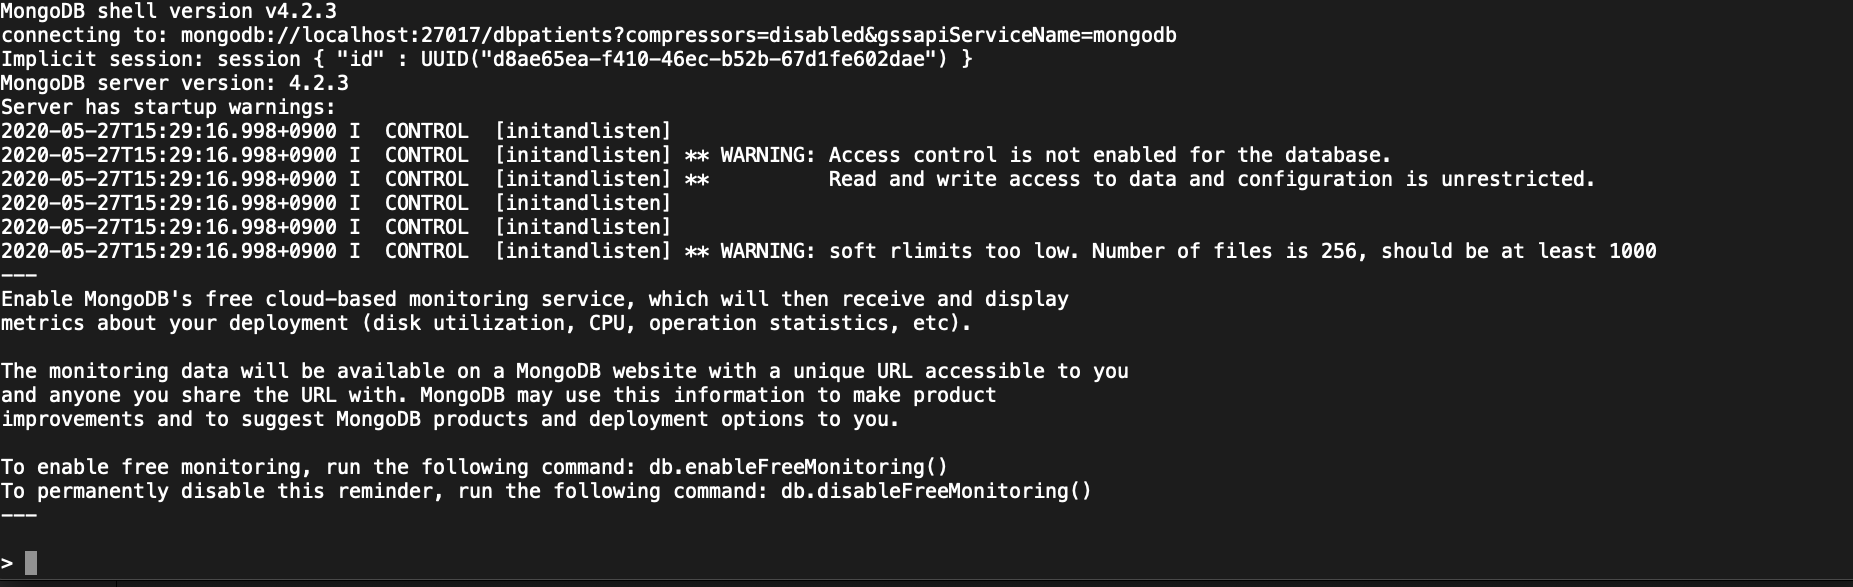 MongoDB shell version v4.2.3
connecting to: mongodb://localhost:27017/dbpatients?compressors=disabled&gssapiServiceName=mongodb
Implicit session: session { "id" : UUID("d8ae65ea-f410-46ec-b52b-67d1fe602dae") }
MongoDB server version: 4.2.3
Server has startup warnings:
2020-05-27T15:29:16.998+0900 I  CONTROL  [initandlisten]
2020-05-27T15:29:16.998+0900 I  CONTROL  [initandlisten] ** WARNING: Access control is not enabled for the database.
2020-05-27T15:29:16.998+0900 I  CONTROL  [initandlisten] **          Read and write access to data and configuration is unrestricted.
2020-05-27T15:29:16.998+0900 I  CONTROL  [initandlisten]
2020-05-27T15:29:16.998+0900 I  CONTROL  [initandlisten]
2020-05-27T15:29:16.998+0900 I  CONTROL  [initandlisten] ** WARNING: soft rlimits too low. Number of files is 256, should be at least 1000
---
Enable MongoDB's free cloud-based monitoring service, which will then receive and display
metrics about your deployment (disk utilization, CPU, operation statistics, etc).

The monitoring data will be available on a MongoDB website with a unique URL accessible to you
and anyone you share the URL with. MongoDB may use this information to make product
improvements and to suggest MongoDB products and deployment options to you.

To enable free monitoring, run the following command: db.enableFreeMonitoring()
To permanently disable this reminder, run the following command: db.disableFreeMonitoring()
---

>